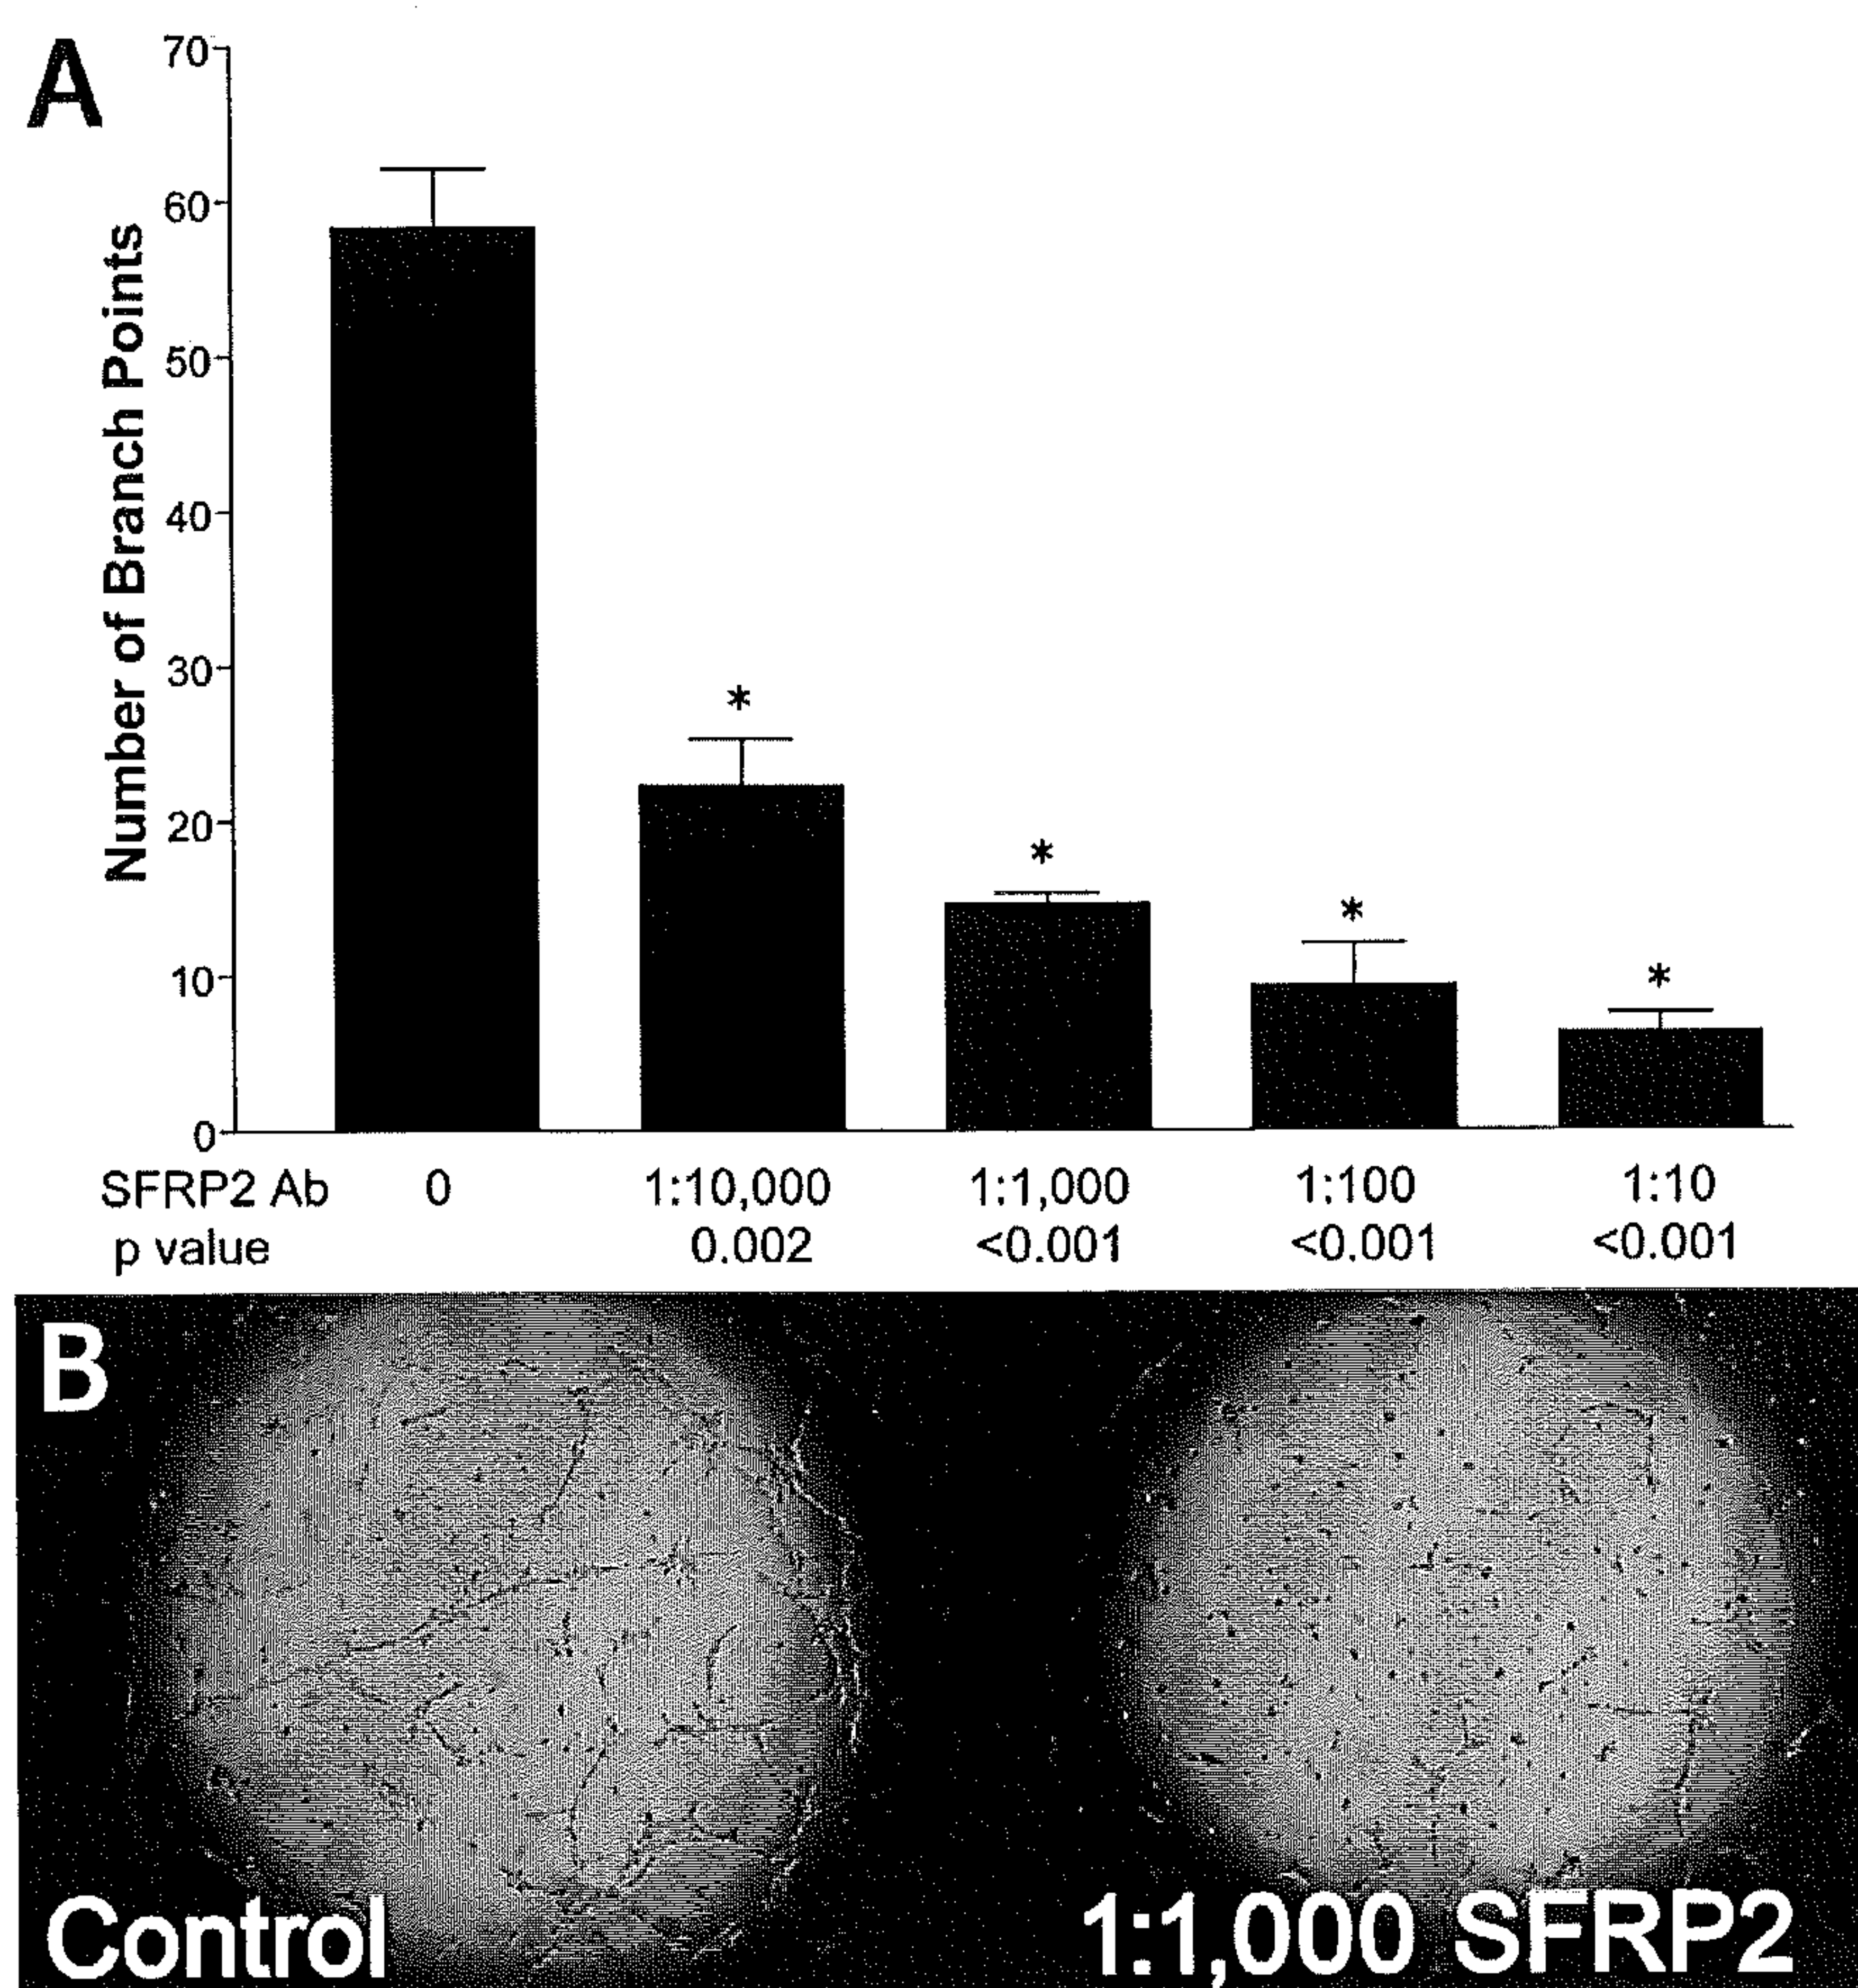 A
70
60
50
40
30
20
10
0
Number of Branch Points
*
*
*
*
SFRP2 Ab 0 1:10,000 1:1,000 1:100 1:10
p value 0.002 <0.001 <0.001 <0.001
B
Control
1:1,000 SFRP2